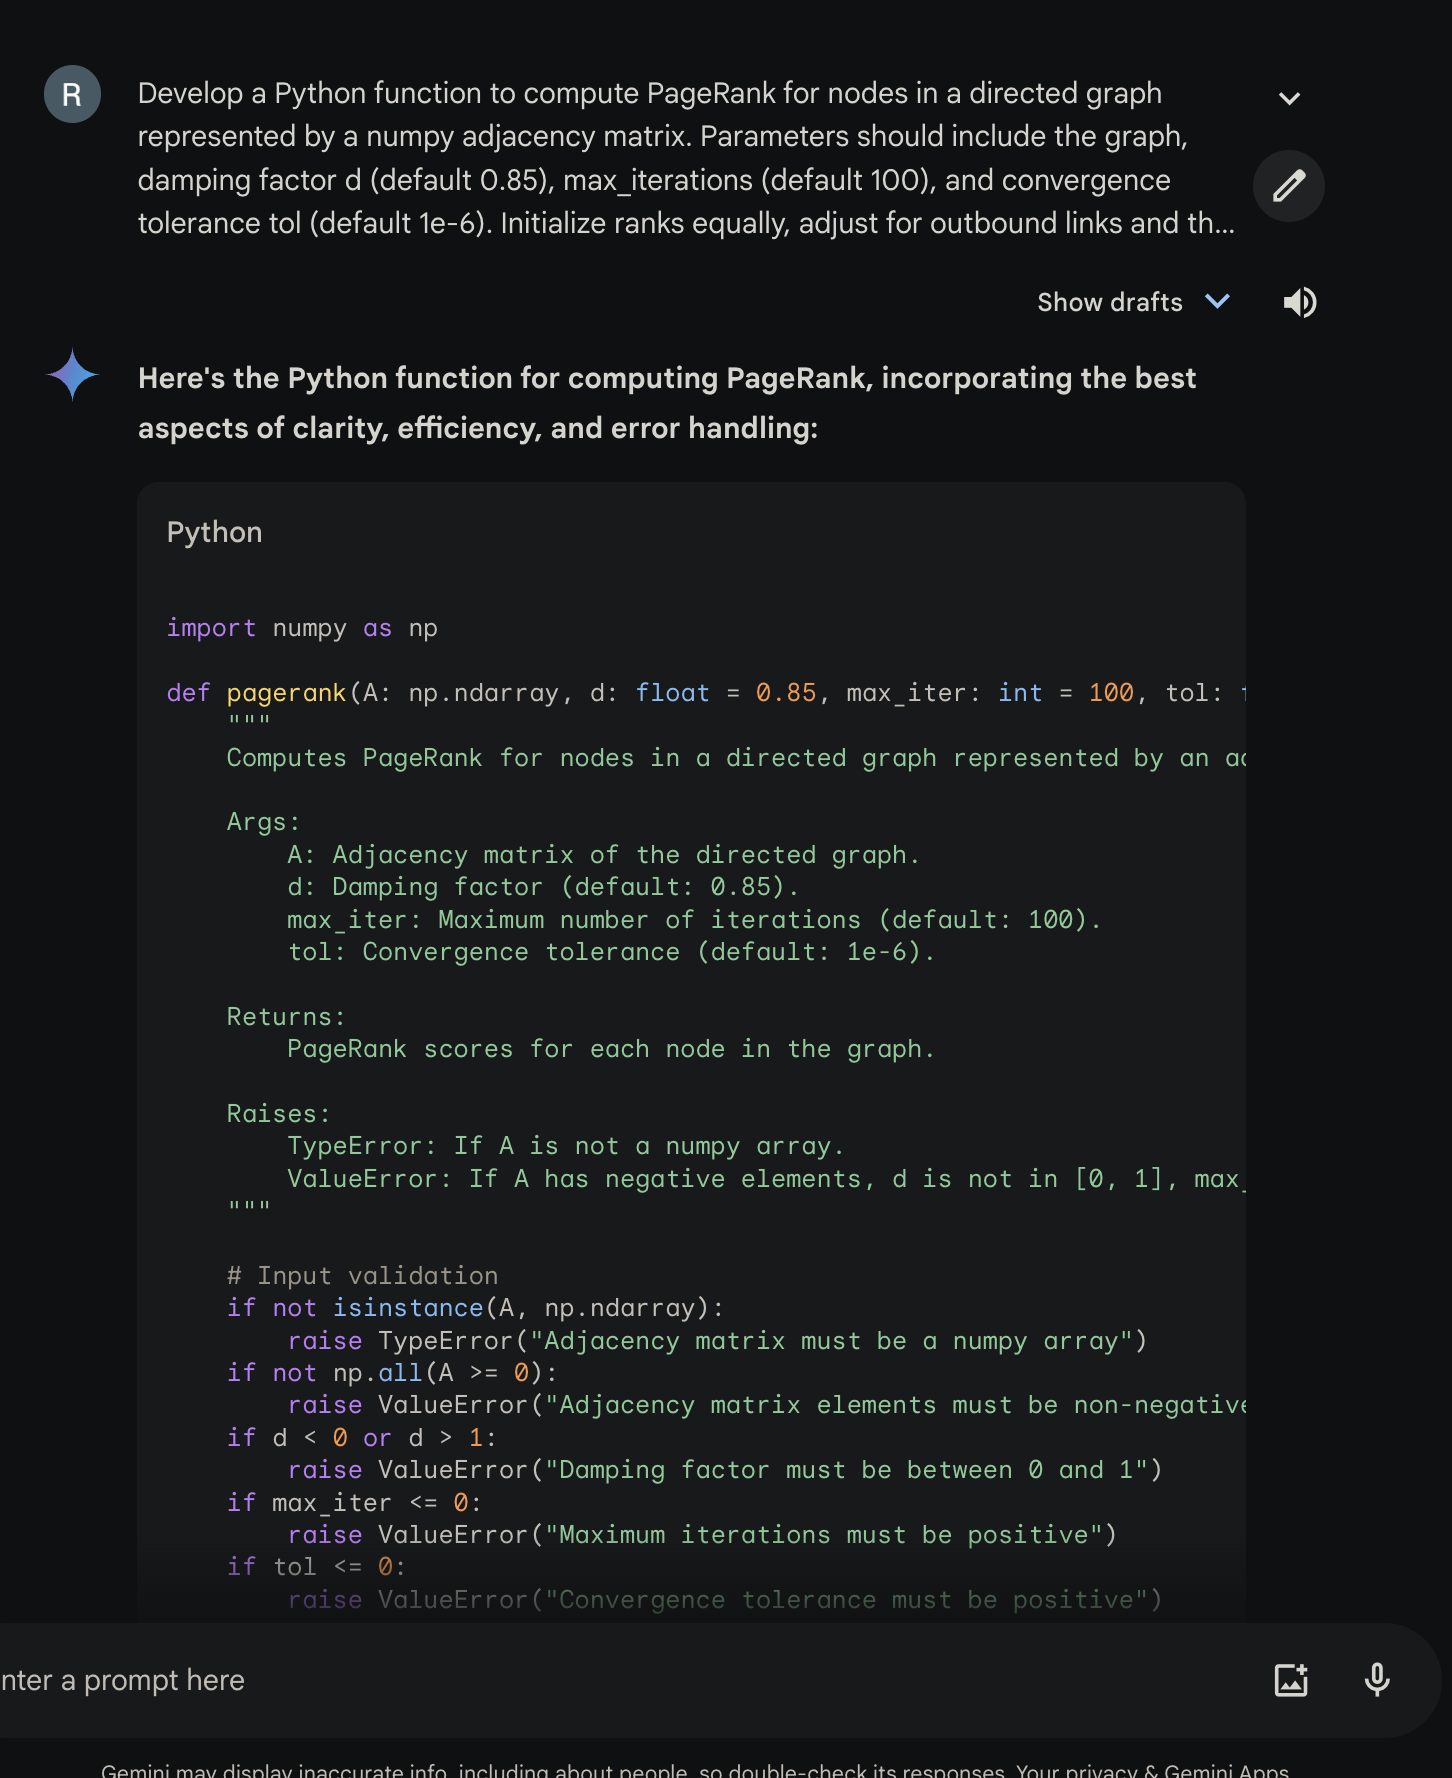 R
Develop a Python function to compute PageRank for nodes in a directed graph
represented by a numpy adjacency matrix. Parameters should include the graph,
damping factor d (default 0.85), max_iterations (default 100), and convergence
tolerance tol (default 1e-6). Initialize ranks equally, adjust for outbound links and th...
Show drafts
Here's the Python function for computing PageRank, incorporating the best
aspects of clarity, efficiency, and error handling:
Python
import numpy as np
def pagerank(A: np.ndarray, d: float = 0.85, max_iter: int = 100, tol:
"""
Computes PageRank for nodes in a directed graph represented by an
Args:
A: Adjacency matrix of the directed graph.
d: Damping factor (default: 0.85).
max_iter: Maximum number of iterations (default: 100).
tol: Convergence tolerance (default: 1e-6).
Returns:
PageRank scores for each node in the graph.
Raises:
TypeError: If A is not a numpy array.
ValueError: If A has negative elements, d is not in [0, 1], max_
"""
# Input validation
if not isinstance(A, np.ndarray):
raise TypeError("Adjacency matrix must be a numpy array")
if not np.all(A >= 0):
raise ValueError("Adjacency matrix elements must be non-negative
if d < 0 or d > 1:
raise ValueError("Damping factor must be between 0 and 1")
if max_iter <= 0:
raise ValueError("Maximum iterations must be positive")
if tol <= 0:
raise ValueError("Convergence tolerance must be positive")
nter a prompt here
Gemini may display inaccurate info, including about people, so double-check its responses. Your privacy & Gemini Apps